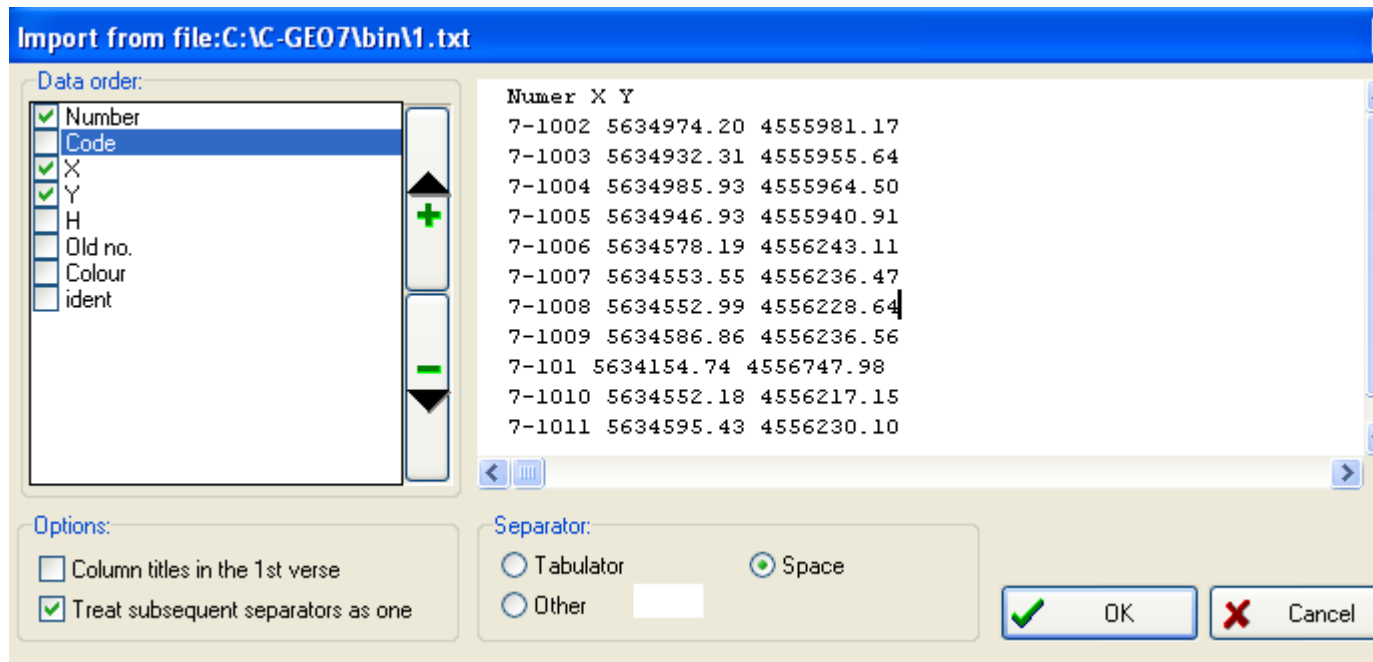 Import from file:C:\C-GEO7\bin\1.txt
Data order:
Number
Code
X
Y
H
Old no.
Colour
ident
Numer X Y
7-1002 5634974.20 4555981.17
7-1003 5634932.31 4555955.64
7-1004 5634985.93 4555964.50
7-1005 5634946.93 4555940.91
7-1006 5634578.19 4556243.11
7-1007 5634553.55 4556236.47
7-1008 5634552.99 4556228.64
7-1009 5634586.86 4556236.56
7-101 5634154.74 4556747.98
7-1010 5634552.18 4556217.15
7-1011 5634595.43 4556230.10
Options:
Column titles in the 1st verse
Treat subsequent separators as one
Separator:
Tabulator
Space
Other
OK
Cancel